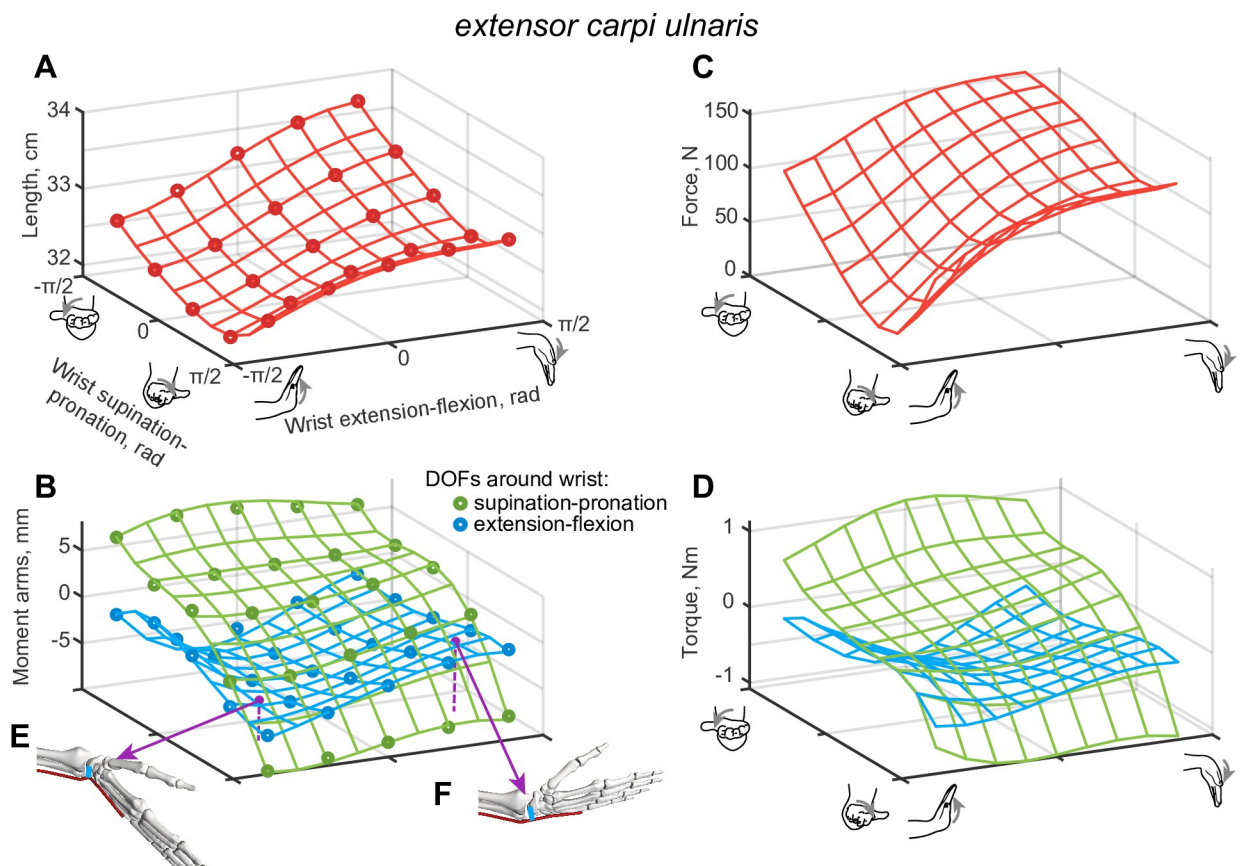 extensor carpi ulnaris
A
34
33
32
Length, cm
-π/2
0
π/2
Wrist supination-
pronation, rad
-π/2
0
π/2
Wrist extension-flexion, rad
C
150
100
50
0
Force, N
B
DOFs around wrist:
supination-pronation
extension-flexion
5
0
-5
Moment arms, mm
D
1
0
-1
Torque, Nm
E
F